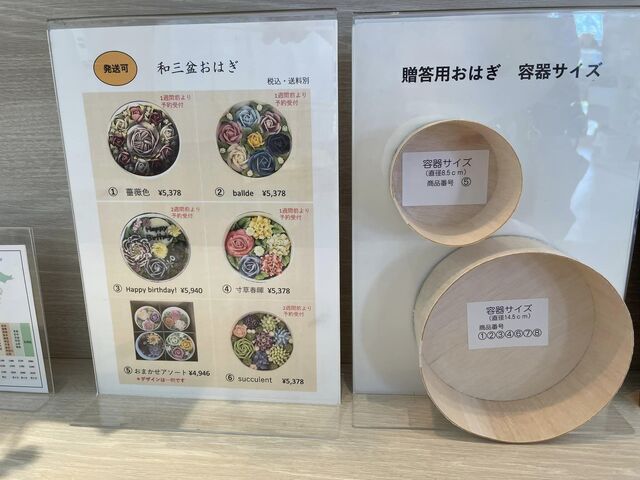 発送可
和三盆おはぎ
税込・送料別
1週間前より
予約受付
1週間前より
予約受付
① 薔薇色 ¥5,378
② ballde ¥5,378
1週間前より
予約受付
1週間前より
予約受付
③ Happy birthday! ¥5,940
④ 寸草春暉 ¥5,378
⑤ おまかせアソート ¥4,946
＊デザインは一例です
⑥ succulent ¥5,378
贈答用おはぎ 容器サイズ
容器サイズ
（直径8.5ｃｍ）
商品番号 ⑤
容器サイズ
（直径14.5ｃｍ）
商品番号
①②③④⑥⑦⑧